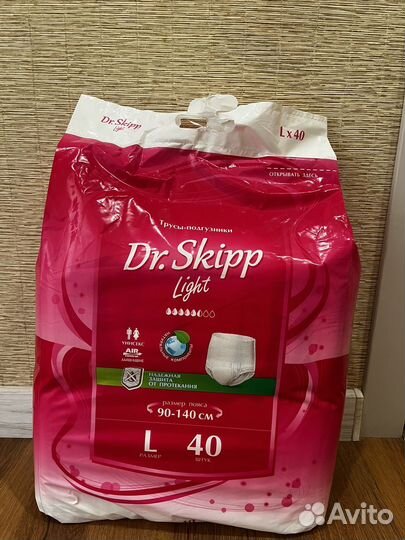 Dr. Skipp
Light
L x 40
ОТКРЫВАТЬ ЗДЕСЬ
Трусы-подгузники
Dr. Skipp
Light
УНИСЕКС
AIR
НАДЕЖНАЯ
ЗАЩИТА
ОТ ПРОТЕКАНИЯ
размер пояса
90-140 СМ
L
РАЗМЕР
40
ШТУК
Avito